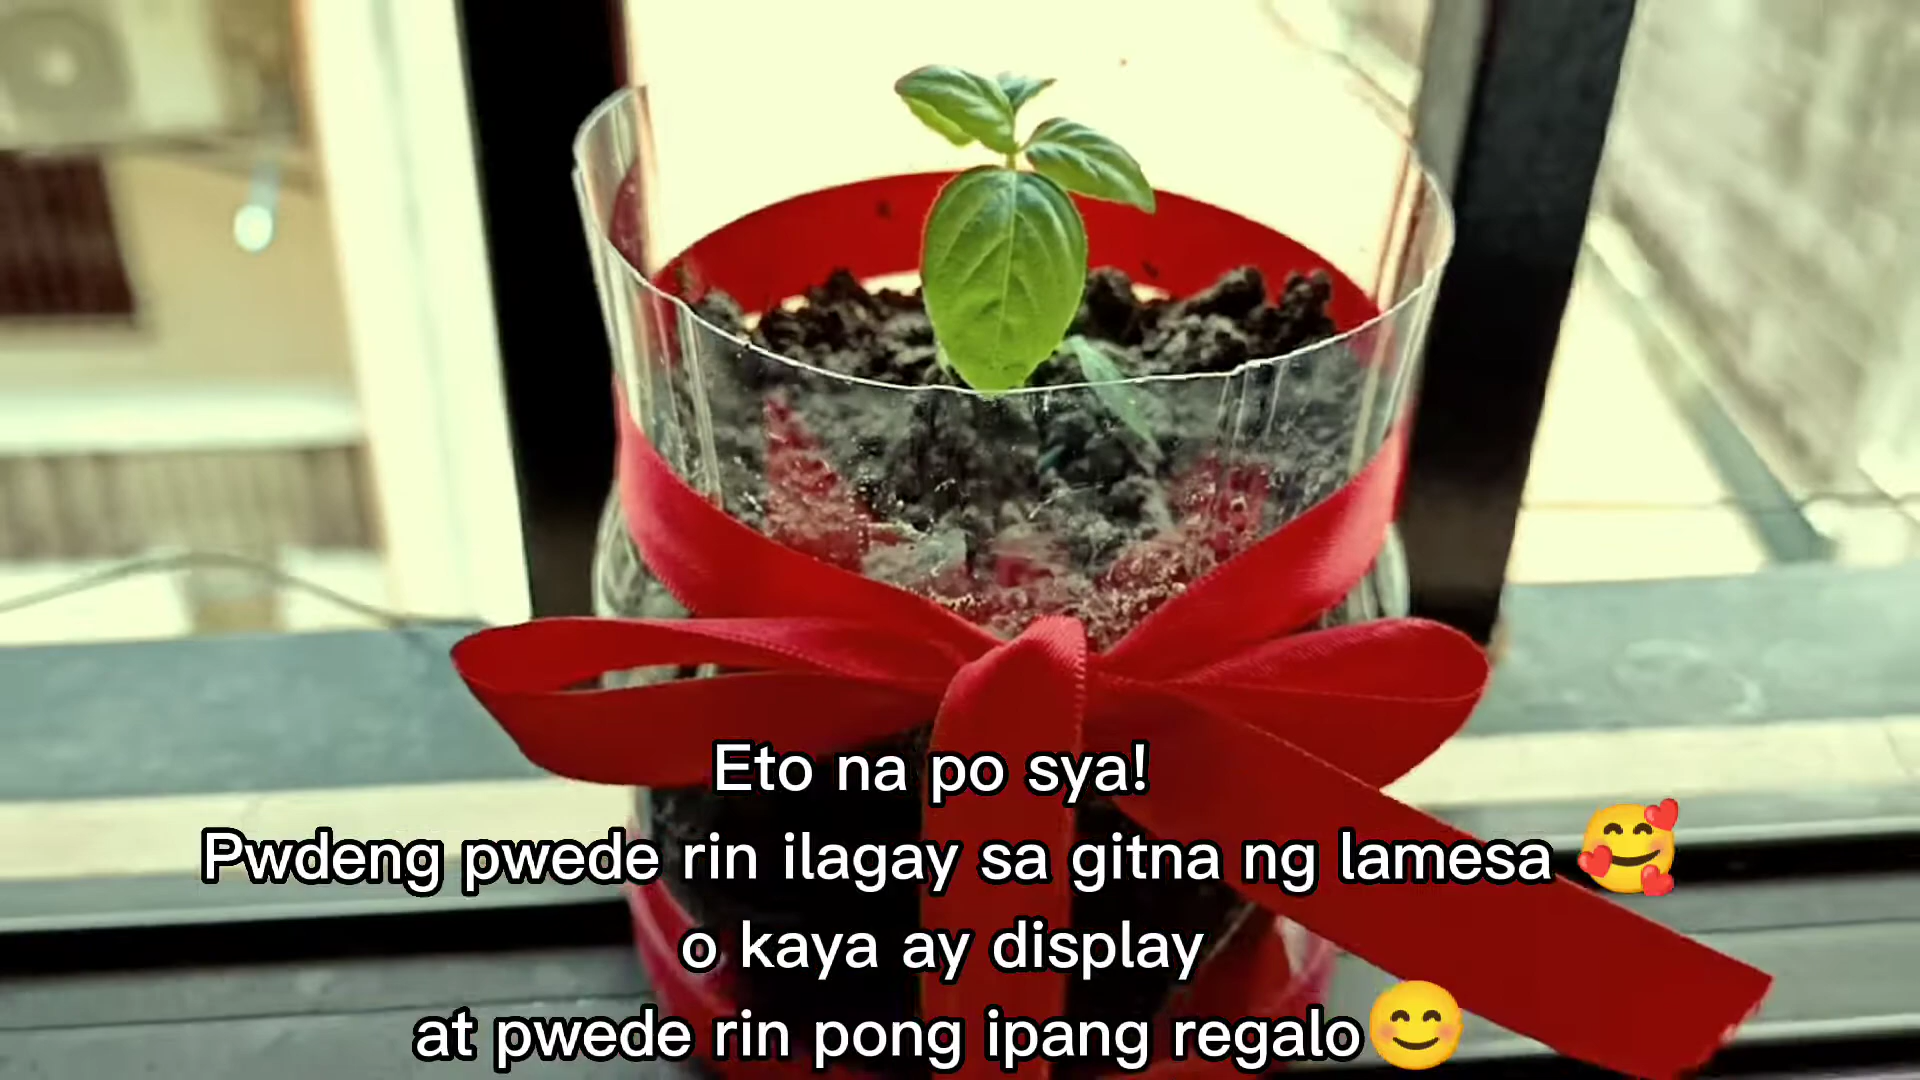 Eto na po sya!
Pwdeng pwede rin ilagay sa gitna ng lamesa 🥰
o kaya ay display
at pwede rin pong ipang regalo😊